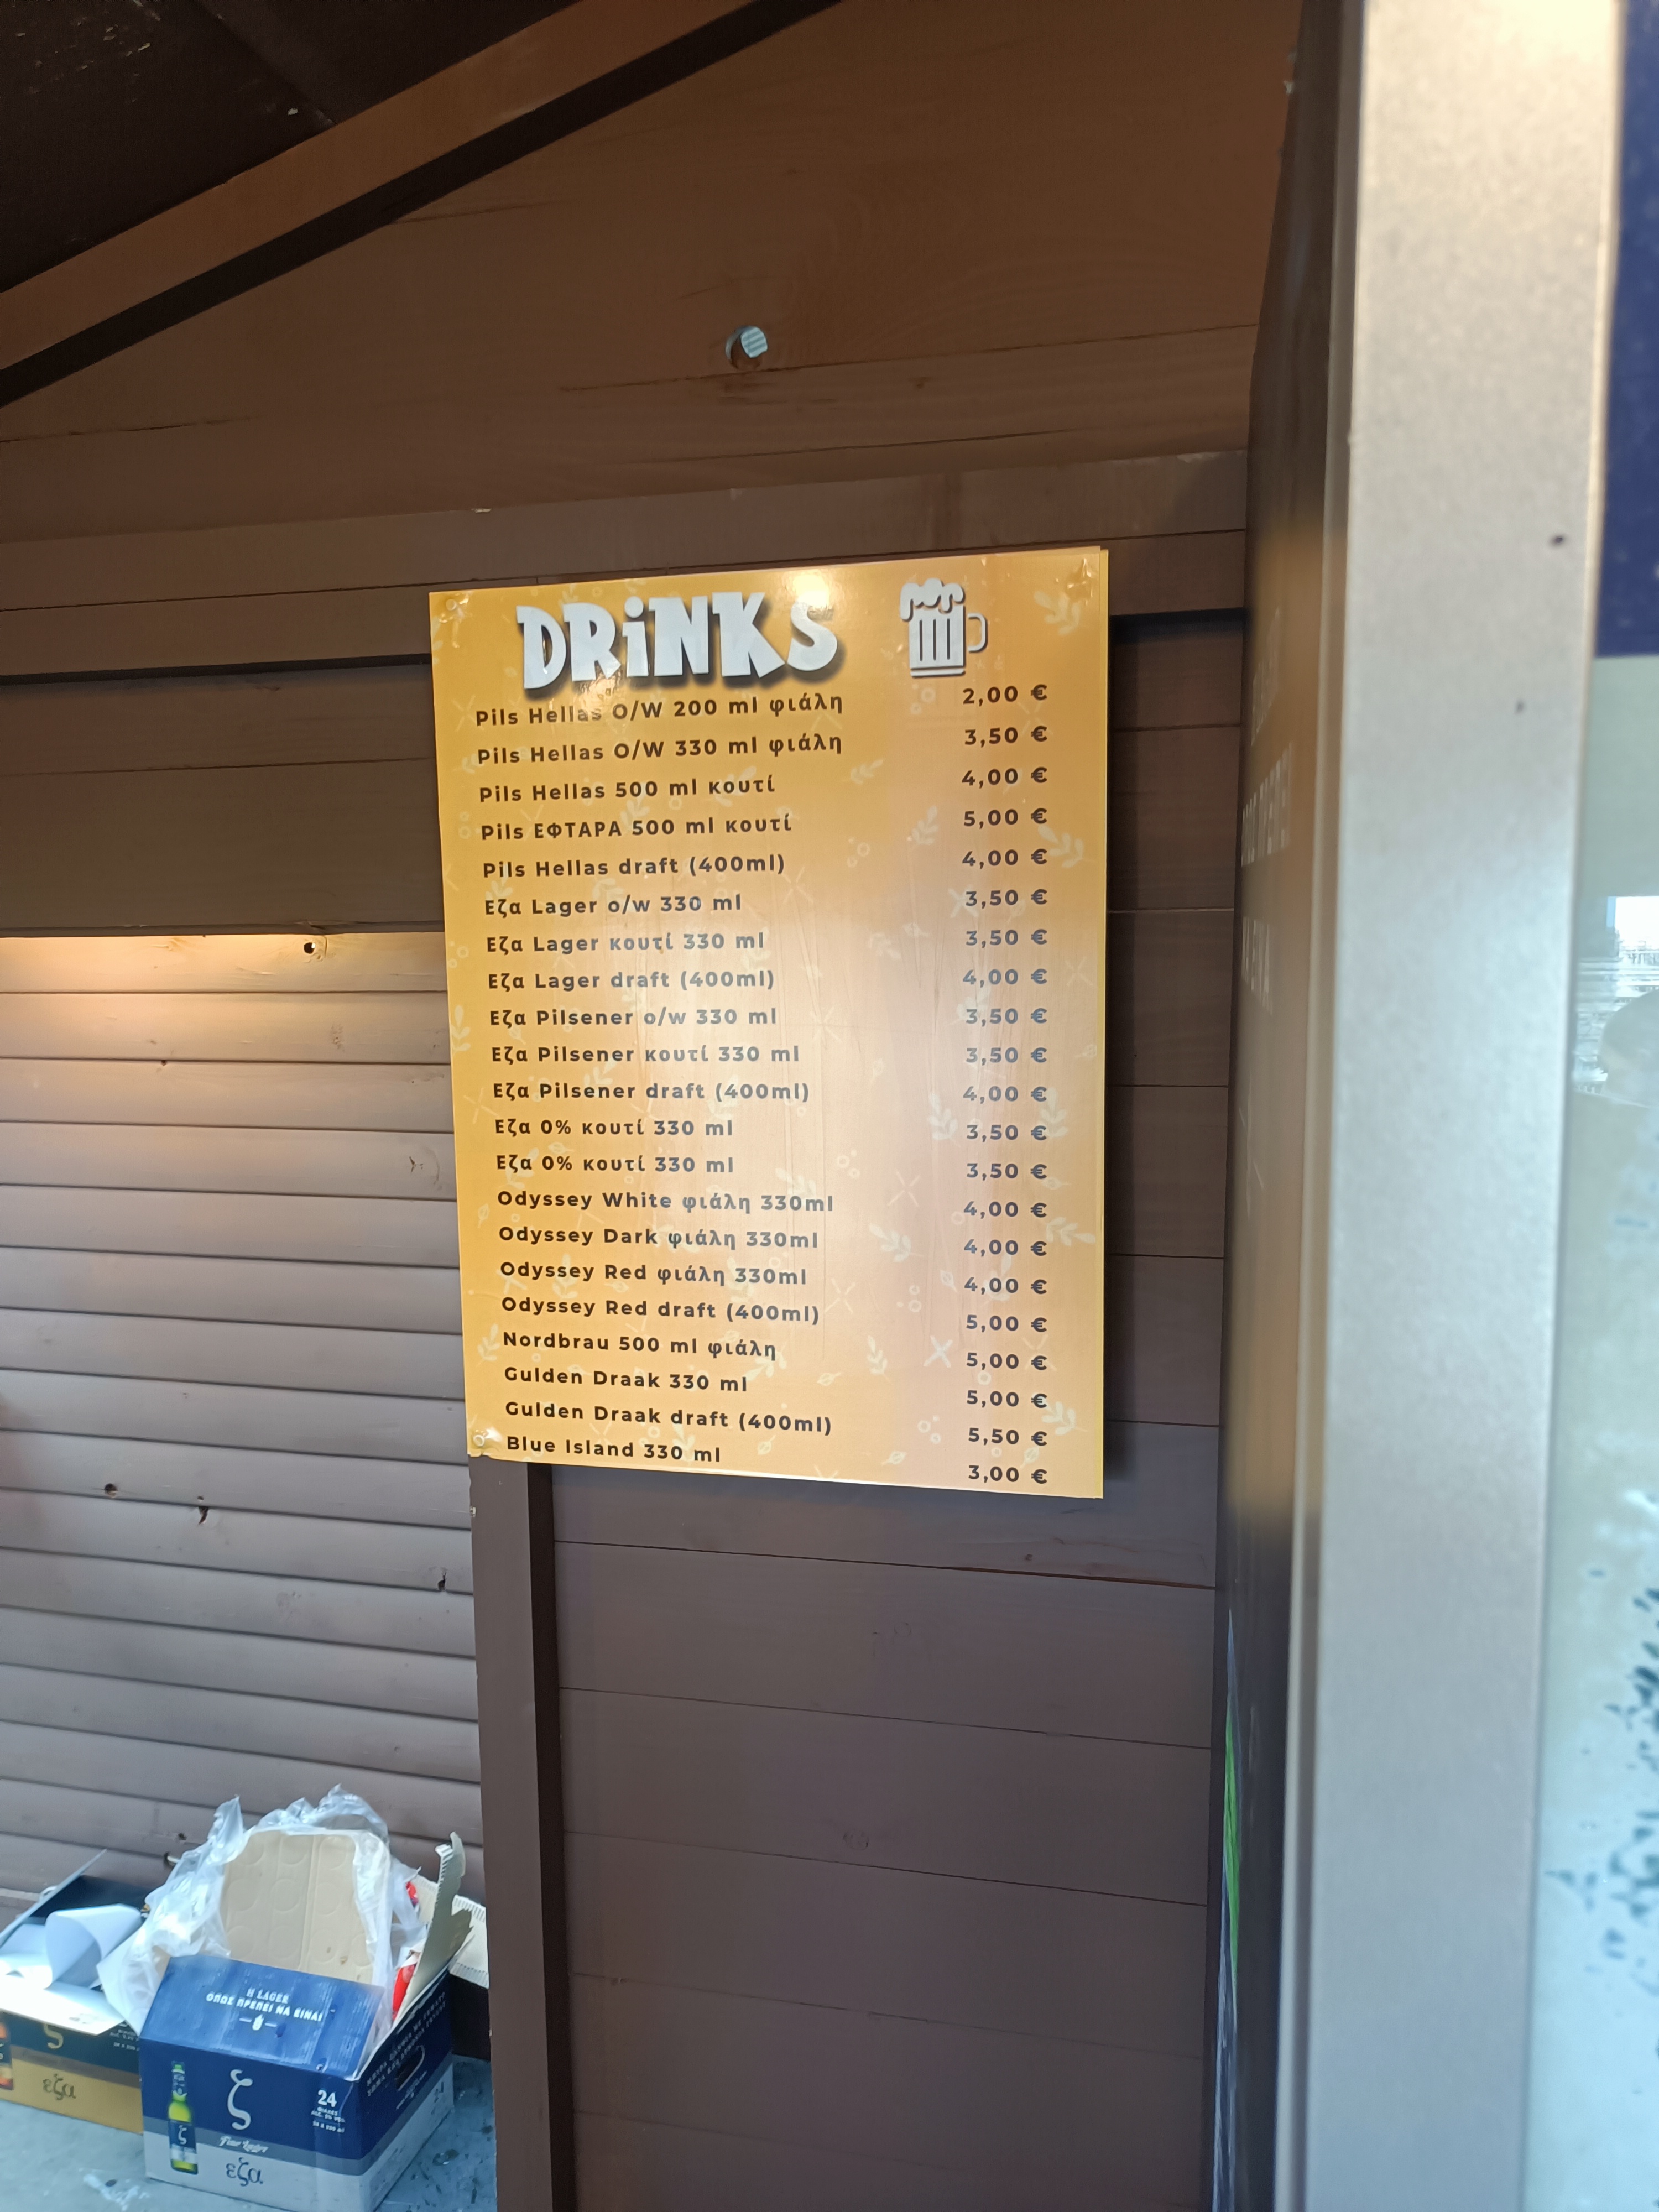 DRiNKS
Pils Hellas O/W 200 ml φιάλη 2,00 €
Pils Hellas O/W 330 ml φιάλη 3,50 €
Pils Hellas 500 ml κουτί 4,00 €
Pils ΕΦΤΑΡΑ 500 ml κουτί 5,00 €
Pils Hellas draft (400ml) 4,00 €
Εζα Lager o/w 330 ml 3,50 €
Εζα Lager κουτί 330 ml 3,50 €
Εζα Lager draft (400ml) 4,00 €
Εζα Pilsener o/w 330 ml 3,50 €
Εζα Pilsener κουτί 330 ml 3,50 €
Εζα Pilsener draft (400ml) 4,00 €
Εζα 0% κουτί 330 ml 3,50 €
Εζα 0% κουτί 330 ml 3,50 €
Odyssey White φιάλη 330ml 4,00 €
Odyssey Dark φιάλη 330ml 4,00 €
Odyssey Red φιάλη 330ml 4,00 €
Odyssey Red draft (400ml) 5,00 €
Nordbrau 500 ml φιάλη 5,00 €
Gulden Draak 330 ml 5,00 €
Gulden Draak draft (400ml) 5,50 €
Blue Island 330 ml 3,00 €
Η LAGER
ΟΠΩΣ ΠΡΕΠΕΙ ΝΑ ΕΙΝΑΙ
ζ
24
Fine Lager
εζα
ζ
εζα